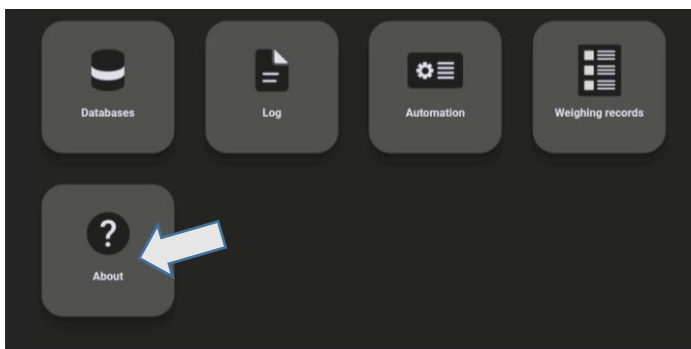 Databases
Log
Automation
Weighing records
?
About